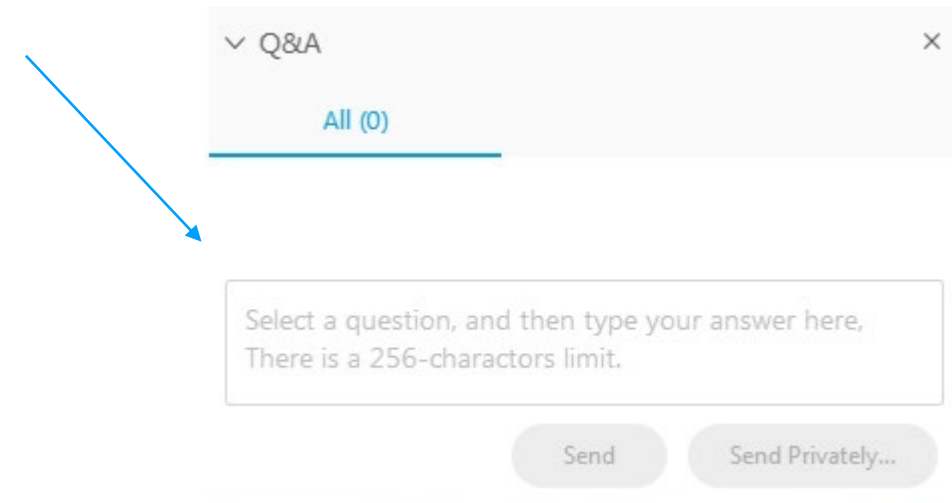 Q&A
All (0)
Select a question, and then type your answer here,
There is a 256-charactors limit.
Send
Send Privately...